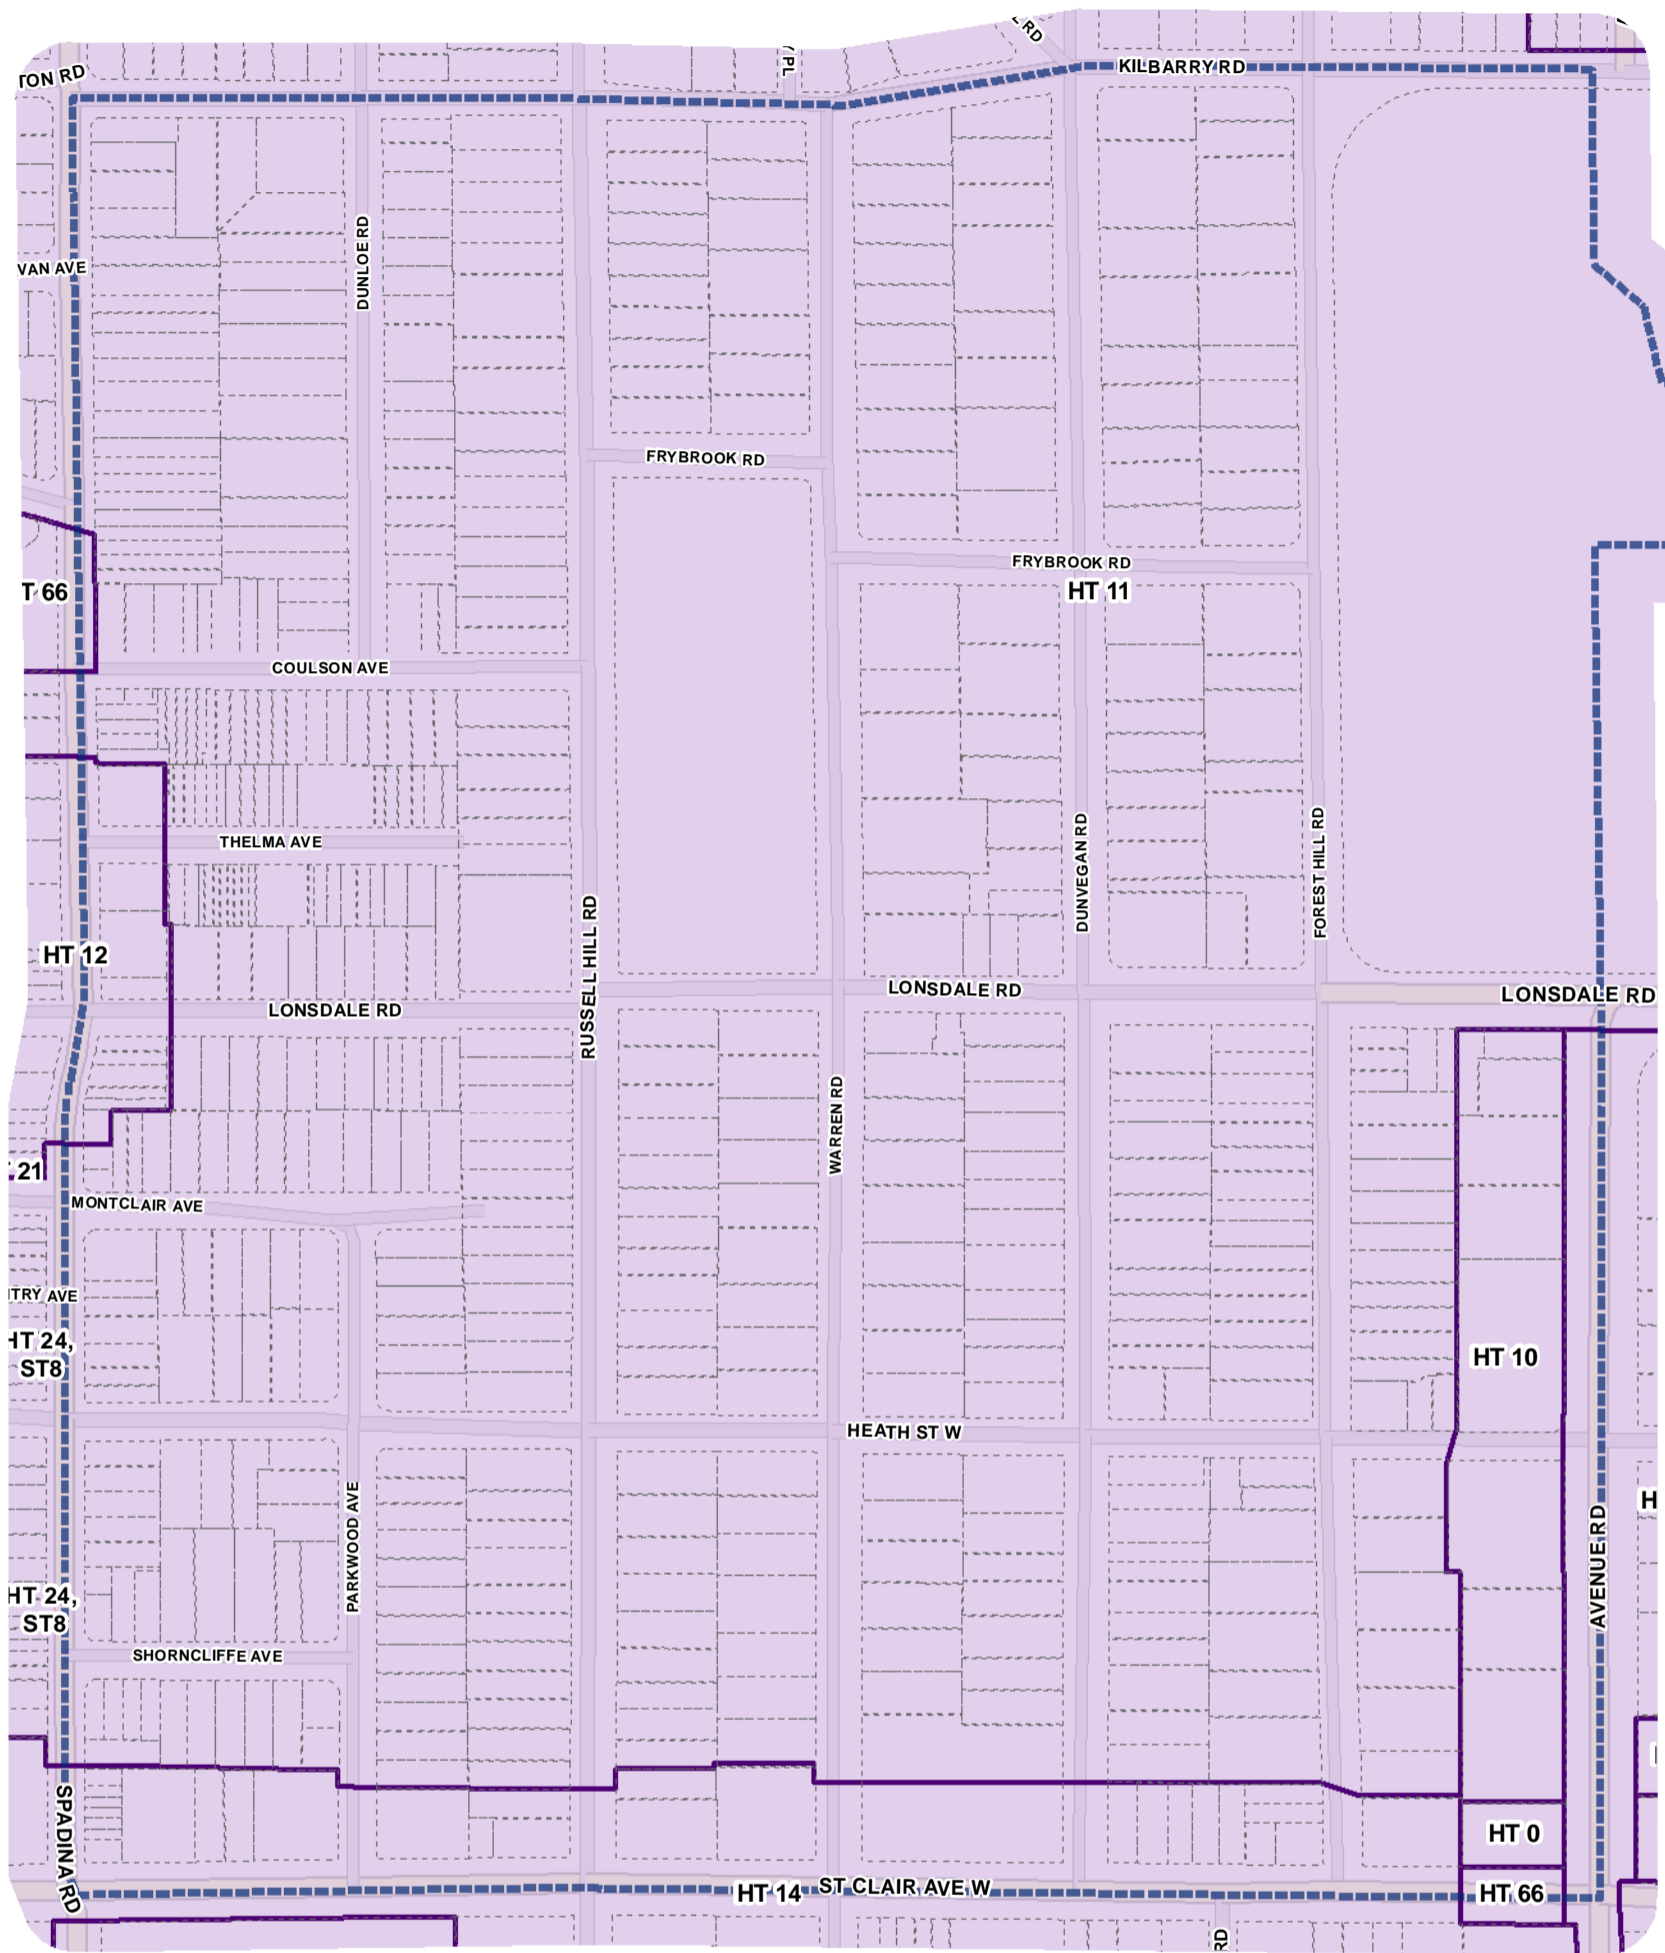 RD
PL
KILBARRY RD
TON RD
VAN AVE
DUNLOE RD
FRYBROOK RD
FRYBROOK RD
HT 11
T 66
COULSON AVE
THELMA AVE
DUNVEGAN RD
FOREST HILL RD
RUSSELL HILL RD
HT 12
LONSDALE RD
LONSDALE RD
LONSDALE RD
WARREN RD
21
MONTCLAIR AVE
TRY AVE
HT 24,
ST8
HT 10
HEATH ST W
H
PARKWOOD AVE
AVENUE RD
HT 24,
ST8
SHORNCLIFFE AVE
SPADINA RD
HT 0
HT 14
ST CLAIR AVE W
HT 66
RD